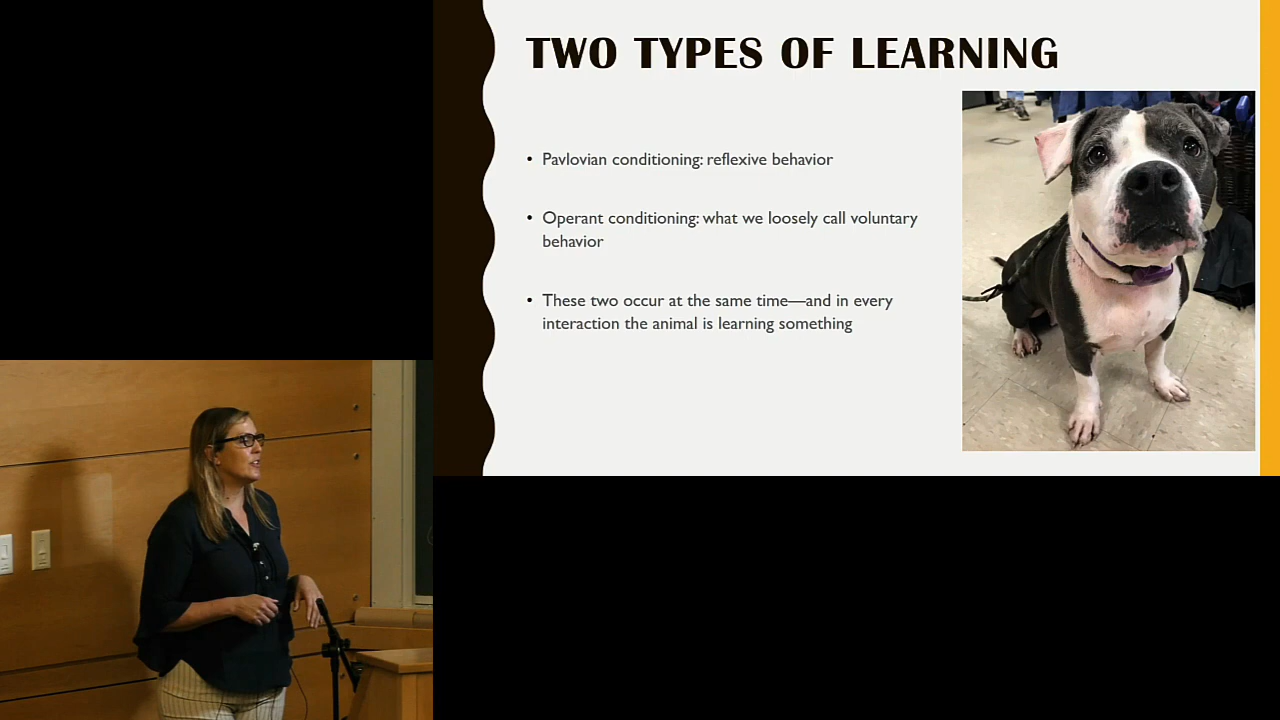 TWO TYPES OF LEARNING
• Pavlovian conditioning: reflexive behavior
• Operant conditioning: what we loosely call voluntary
behavior
• These two occur at the same time—and in every
interaction the animal is learning something